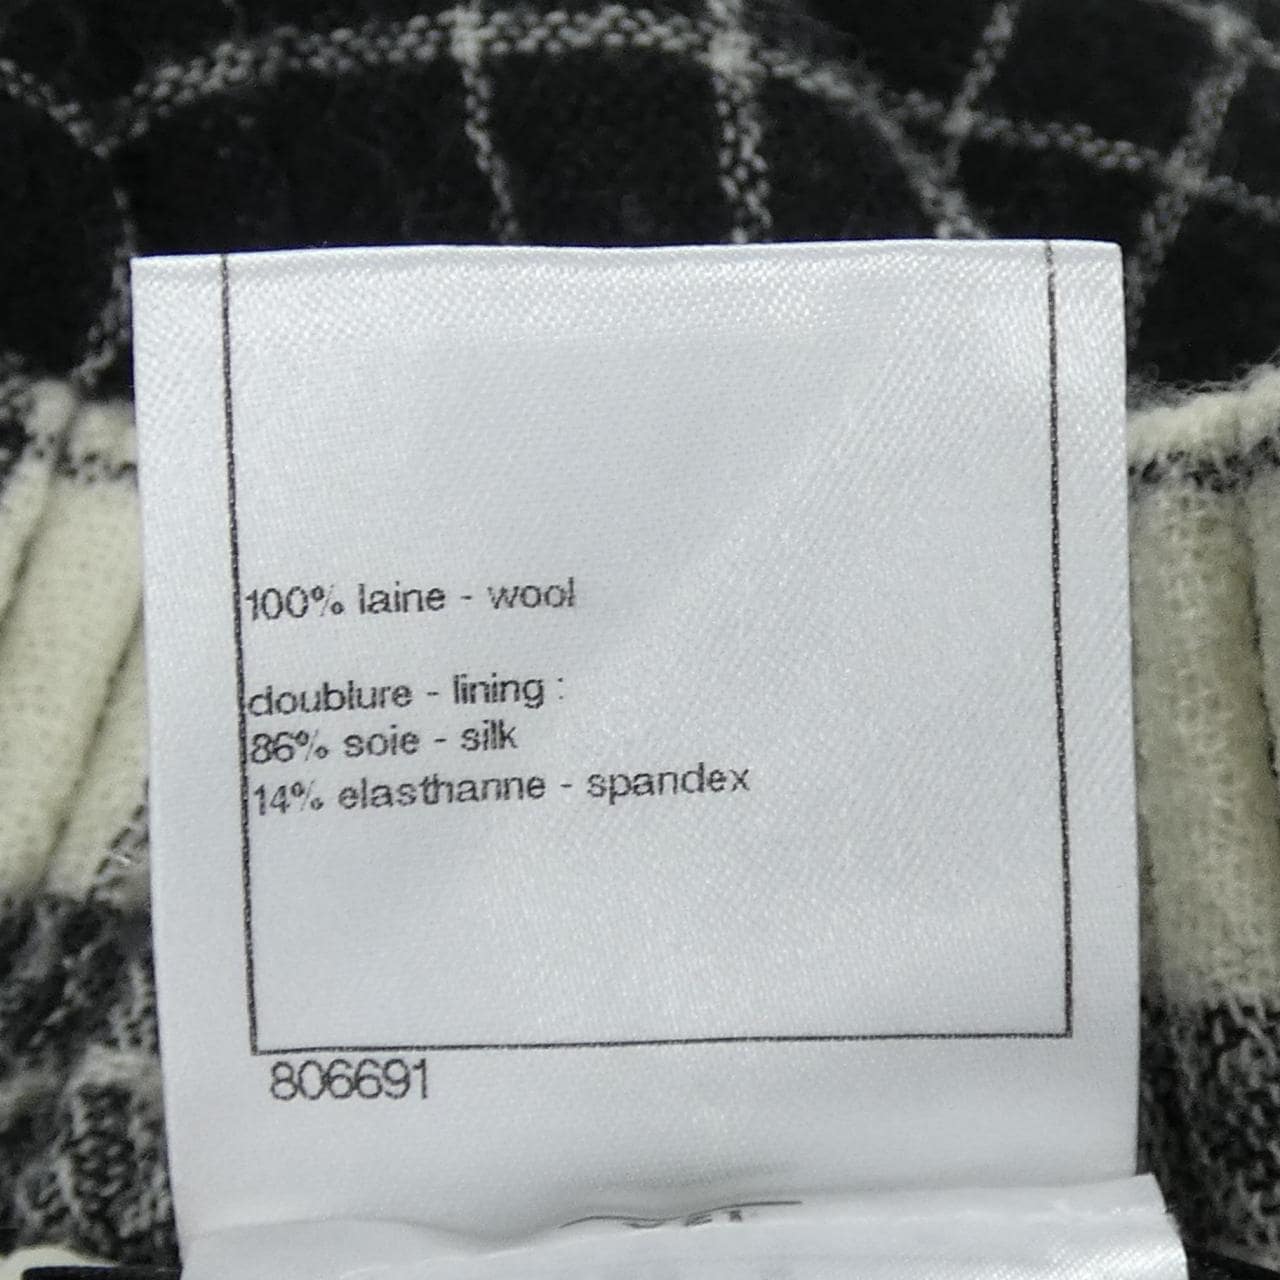 100% laine - wool
doublure - lining :
86% soie - silk
14% elasthanne - spandex
806691